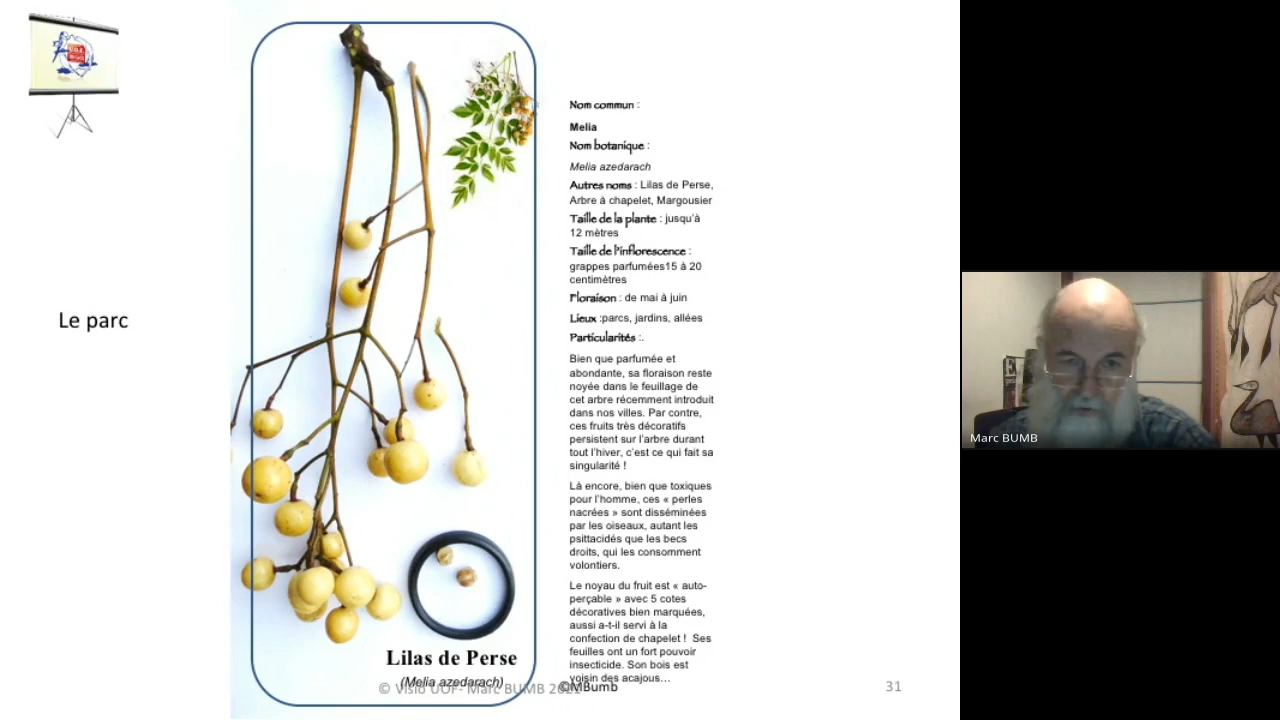 Le parc
Nom commun :
Melia
Nom botanique :
Melia azedarach
Autres noms : Lilas de Perse,
Arbre à chapelet, Margousier
Taille de la plante : jusqu'à
12 mètres
Taille de l'inflorescence :
grappes parfumées15 à 20
centimètres
Floraison : de mai à juin
Lieux :parcs, jardins, allées
Particularités :.
Bien que parfumée et
abondante, sa floraison reste
noyée dans le feuillage de
cet arbre récemment introduit
dans nos villes. Par contre,
ces fruits très décoratifs
persistent sur l'arbre durant
tout l'hiver, c'est ce qui fait sa
singularité !
Là encore, bien que toxiques
pour l'homme, ces « perles
nacrées » sont disséminées
par les oiseaux, autant les
psittacidés que les becs
droits, qui les consomment
volontiers.
Le noyau du fruit est « auto-
perçable » avec 5 cotes
décoratives bien marquées,
aussi a-t-il servi à la
confection de chapelet ! Ses
feuilles ont un fort pouvoir
insecticide. Son bois est
voisin des acajous…
Lilas de Perse
(Melia azedarach)
© Visio UOF- Marc BUMB
©MBumb
31
Marc BUMB